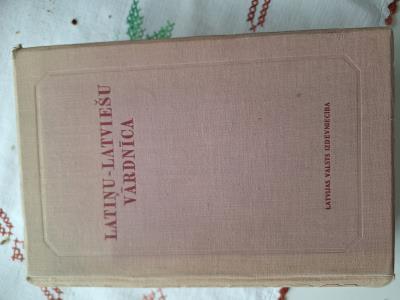 LATIŅU-LATVIEŠU
VĀRDNĪCA
LATVIJAS VALSTS IZDEVNIECĪBA